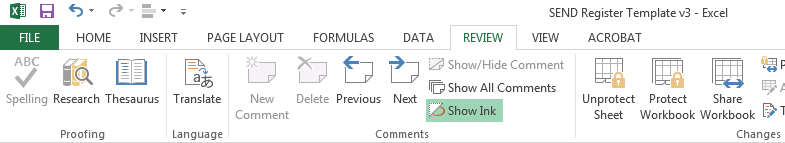 SEND Register Template v3 - Excel
FILE HOME INSERT PAGE LAYOUT FORMULAS DATA REVIEW VIEW ACROBAT
ABC
Spelling Research Thesaurus
Proofing
Translate
Language
New Comment
Delete Previous Next
Show/Hide Comment
Show All Comments
Show Ink
Comments
Unprotect Sheet
Protect Workbook
Share Workbook
Changes